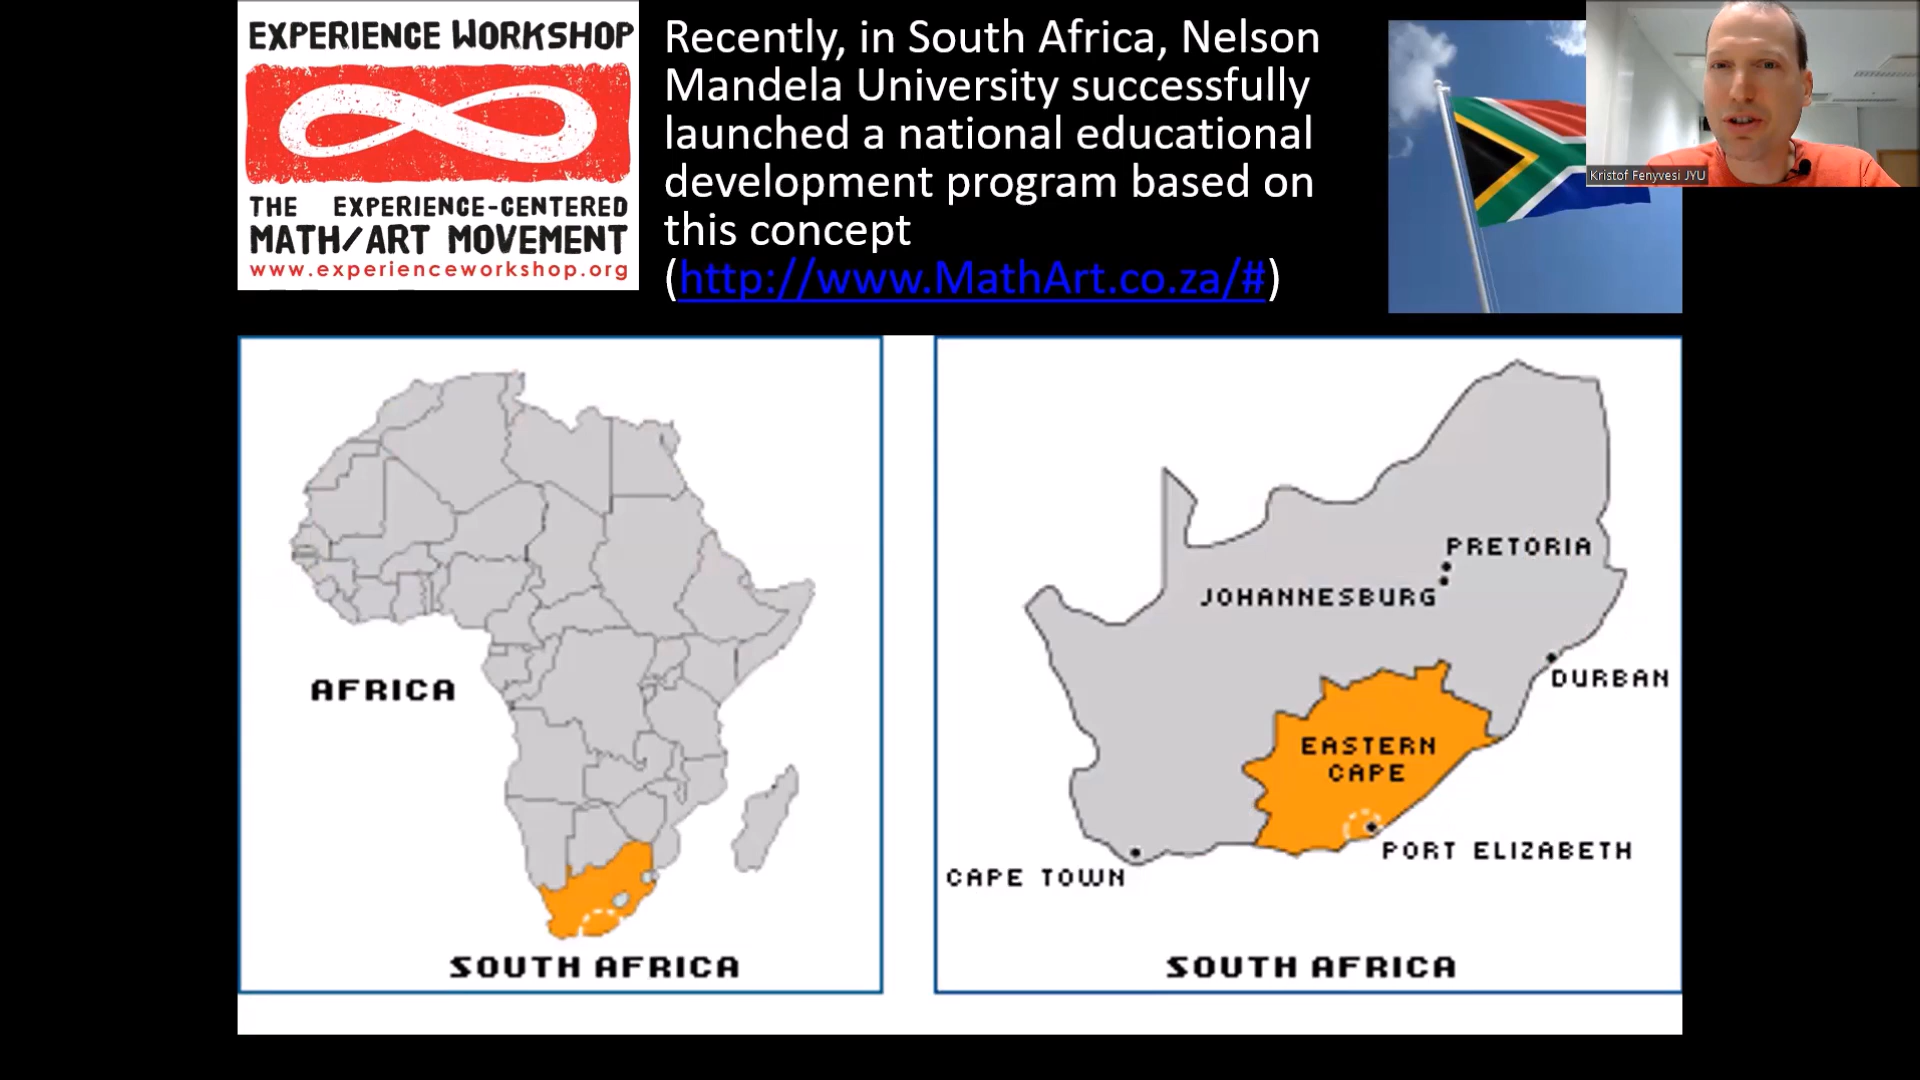 EXPERIENCE WORKSHOP
THE EXPERIENCE-CENTERED
MATH/ART MOVEMENT
www.experienceworkshop.org
Recently, in South Africa, Nelson
Mandela University successfully
launched a national educational
development program based on
this concept
(http://www.MathArt.co.za/#)
Kristof Fenyvesi JYU
AFRICA
SOUTH AFRICA
PRETORIA
JOHANNESBURG
DURBAN
EASTERN
CAPE
PORT ELIZABETH
CAPE TOWN
SOUTH AFRICA